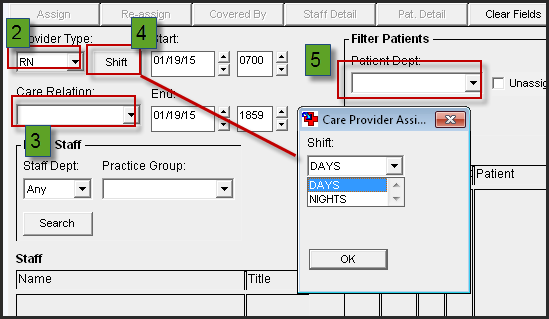 Assign Re-assign Covered By Staff Detail Pat. Detail Clear Fields
2 Provider Type: 4 Start: Filter Patients
RN Shift 01/19/15 0700 5 Patient Dept:
Unassig
Care Relation: End:
01/19/15 1859
3 Staff
Staff Dept: Practice Group:
Any
Search
Care Provider Assi...
Shift:
DAYS
DAYS
NIGHTS
OK
Patient
Staff
Name Title